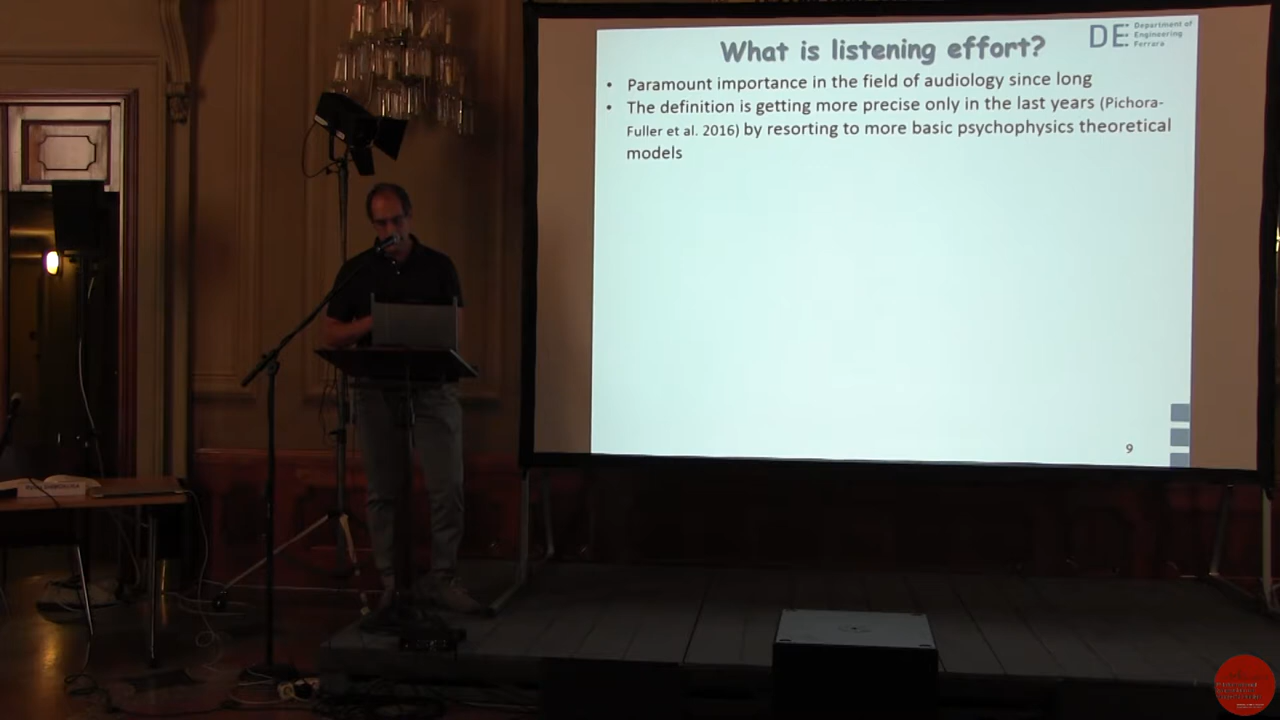 What is listening effort?
DE
Department of
Engineering
Ferrara
• Paramount importance in the field of audiology since long
• The definition is getting more precise only in the last years (Pichora-
Fuller et al. 2016) by resorting to more basic psychophysics theoretical
models
9